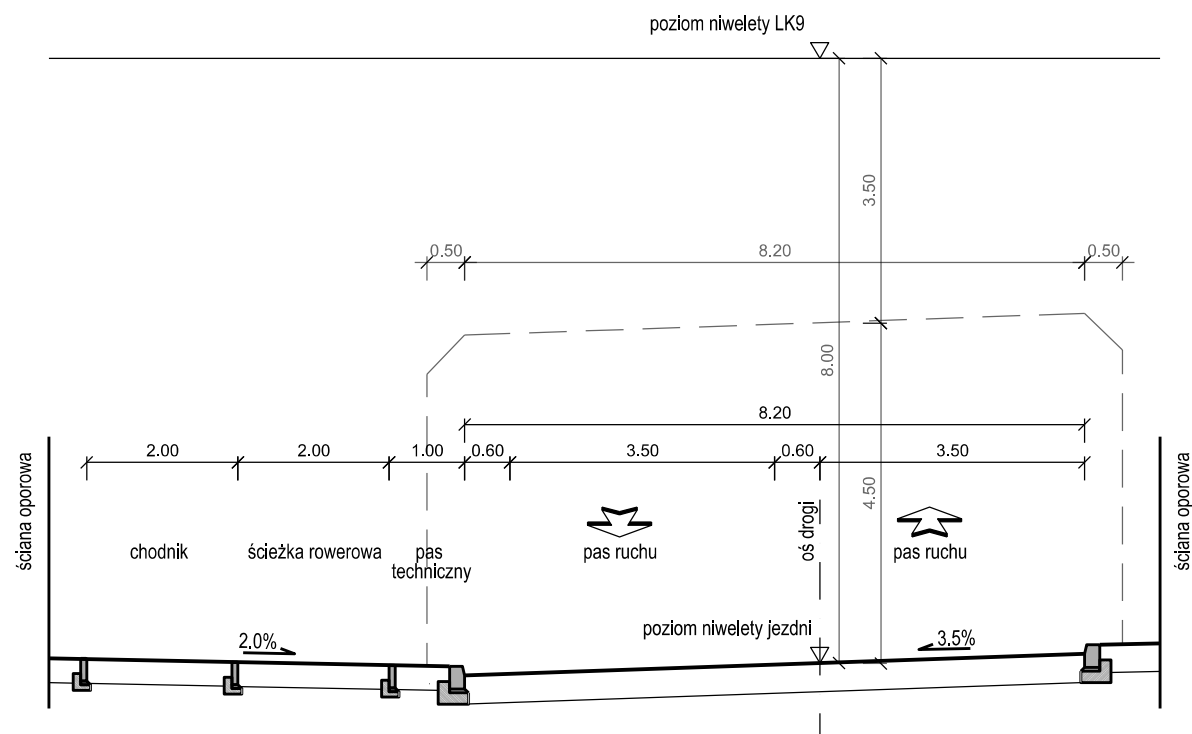 poziom niwelety LK9
3.50
0.50
8.20
0.50
8.00
8.20
2.00
2.00
1.00
0.60
3.50
0.60
3.50
4.50
ściana oporowa
chodnik
ścieżka rowerowa
pas
techniczny
pas ruchu
oś drogi
pas ruchu
ściana oporowa
2.0%
poziom niwelety jezdni
3.5%